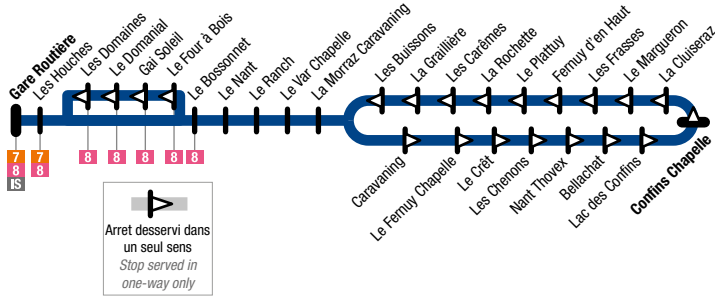 Gare Routière
Les Houches
Les Domaines
Le Domanial
Gai Soleil
Le Four à Bois
Le Bossonnet
Le Nant
Le Ranch
Le Var Chapelle
La Morraz Caravaning
Les Buissons
La Graillière
Les Carêmes
La Rochette
Le Plattuy
Fernuy d'en Haut
Les Frasses
Le Margueron
La Cluiseraz
Caravaning
Le Fernuy Chapelle
Le Crêt
Les Chenons
Nant Thovex
Bellachat
Lac des Confins
Confins Chapelle
7 7
8 8 8 8 8 8 8
IS
Arret desservi dans
un seul sens
Stop served in
one-way only